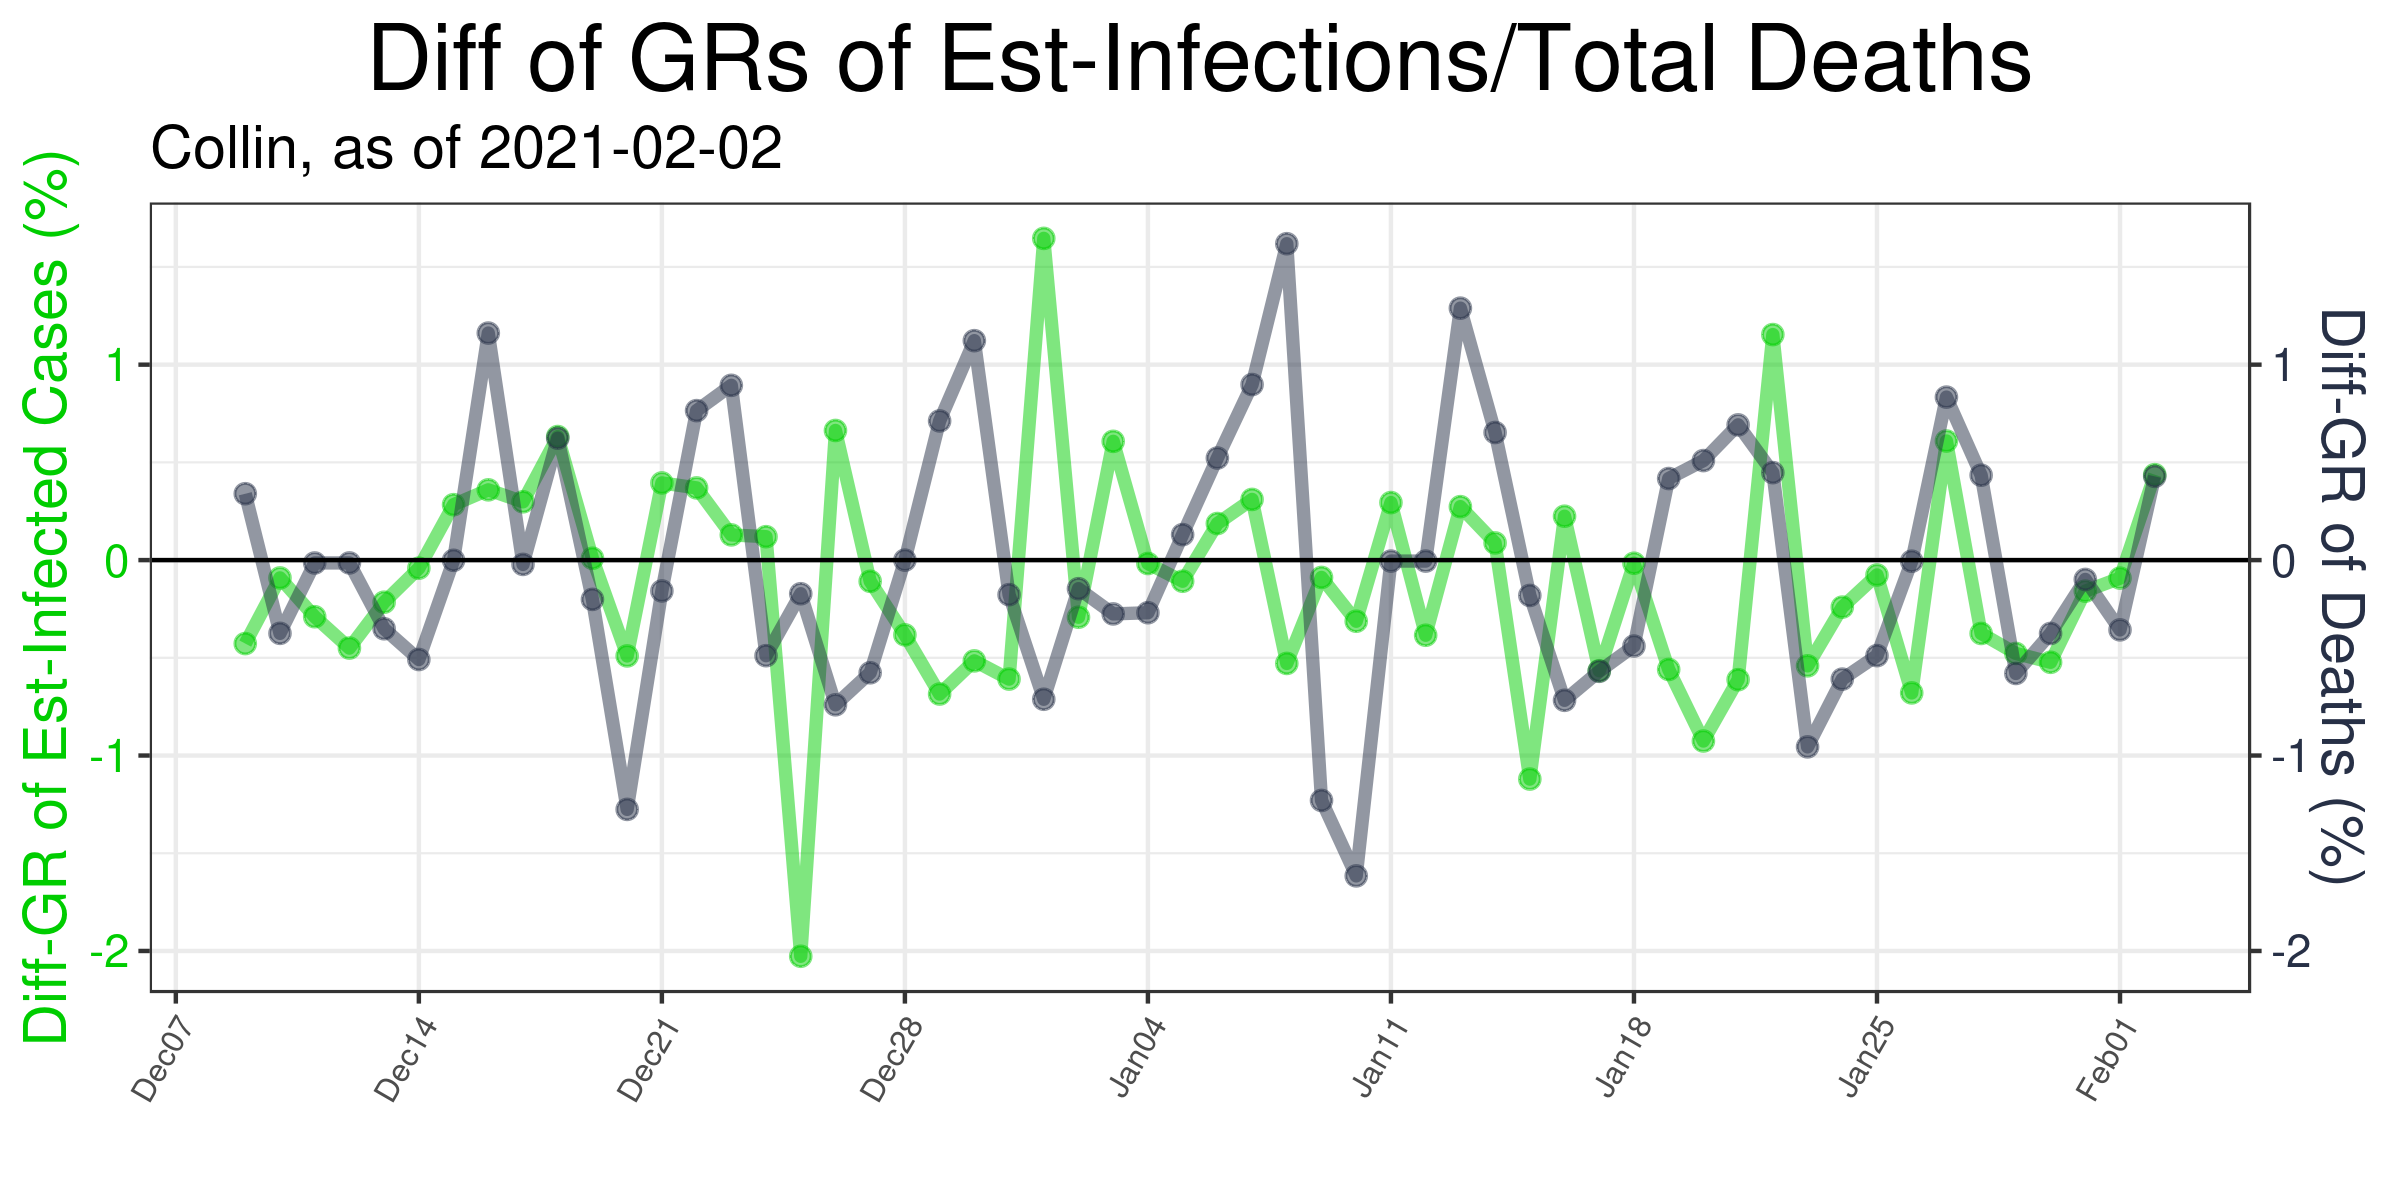 Diff of GRs of Est-Infections/Total Deaths
Collin, as of 2021-02-02
Diff-GR of Est-Infected Cases (%)
1
0
-1
-2
1
0
-1
-2
Diff-GR of Deaths (%)
Dec07
Dec14
Dec21
Dec28
Jan04
Jan11
Jan18
Jan25
Feb01